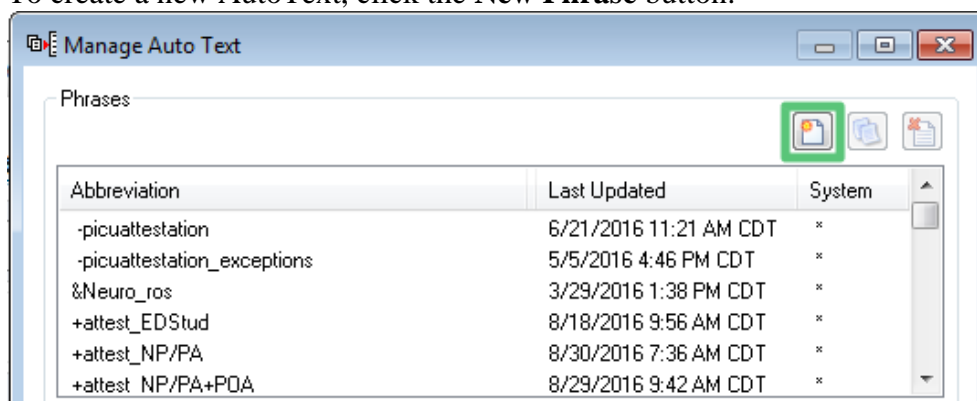 To create a new AutoText, click the New Phrase button.
Manage Auto Text
Phrases
Abbreviation Last Updated System
-picuattestation 6/21/2016 11:21 AM CDT *
-picuattestation_exceptions 5/5/2016 4:46 PM CDT *
&Neuro_ros 3/29/2016 1:38 PM CDT *
+attest_EDStud 8/18/2016 9:56 AM CDT *
+attest_NP/PA 8/30/2016 7:36 AM CDT *
+attest_NP/PA+POA 8/29/2016 9:42 AM CDT *